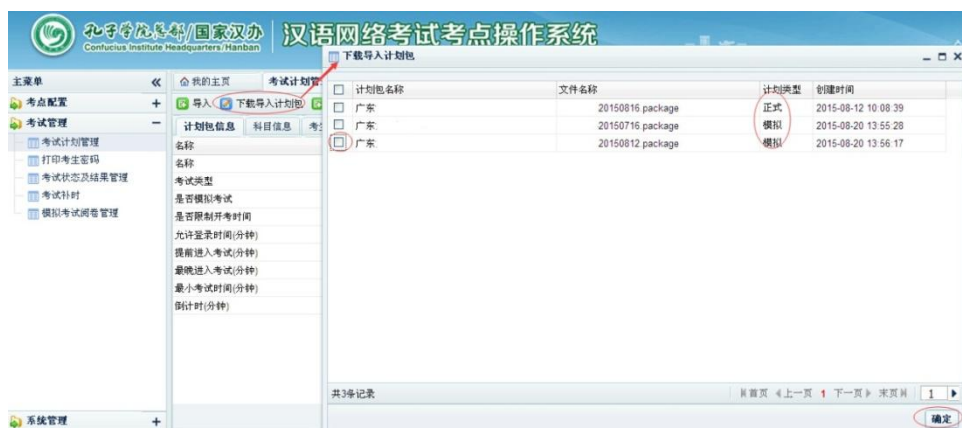 孔子学院总部/国家汉办
Confucius Institute Headquarters/Hanban
汉语网络考试考点操作系统
主菜单
考点配置
考试管理
考试计划管理
打印考生密码
考试状态及结果管理
考试补时
模拟考试阅卷管理
系统管理
我的主页 考试计划管
导入 下载导入计划包
计划包信息 科目信息 考
名称
名称
考试类型
是否模拟考试
是否限制开考时间
允许登录时间(分钟)
提前进入考试(分钟)
最晚进入考试(分钟)
最小考试时间(分钟)
倒计时(分钟)
下载导入计划包
计划包名称 文件名称 计划类型 创建时间
广东 20150816.package 正式 2015-08-12 10:08:39
广东 20150716.package 模拟 2015-08-20 13:55:28
广东 20150812.package 模拟 2015-08-20 13:56:17
共3条记录 首页 上一页 1 下一页 末页 1
确定